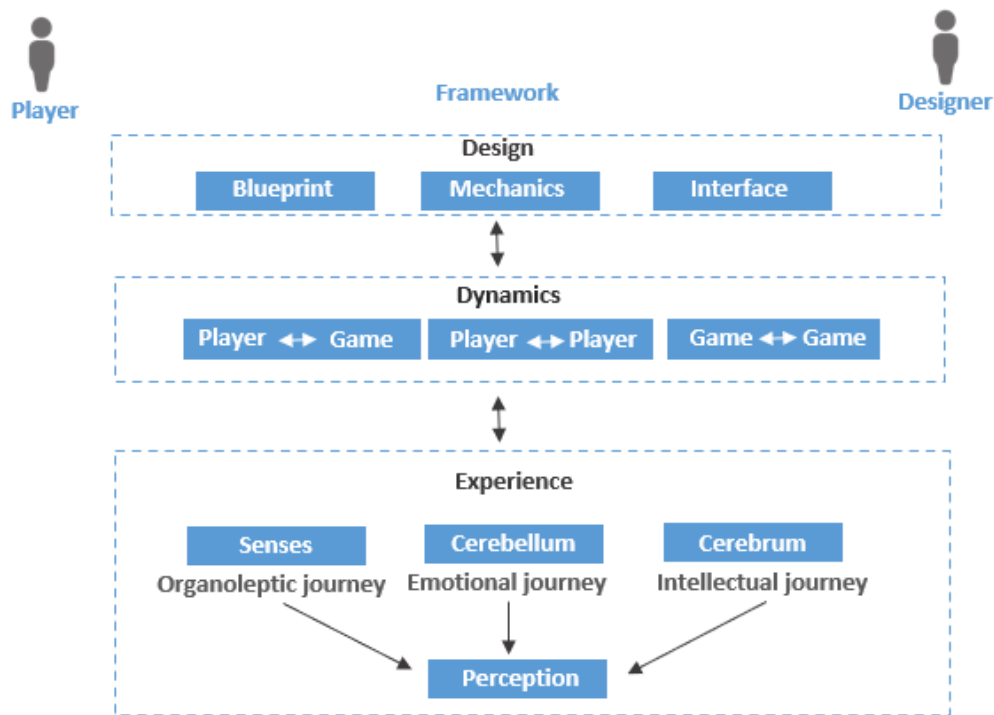 Player
Framework
Designer
Design
Blueprint
Mechanics
Interface
Dynamics
Player Game
Player Player
Game Game
Experience
Senses
Cerebellum
Cerebrum
Organoleptic journey
Emotional journey
Intellectual journey
Perception